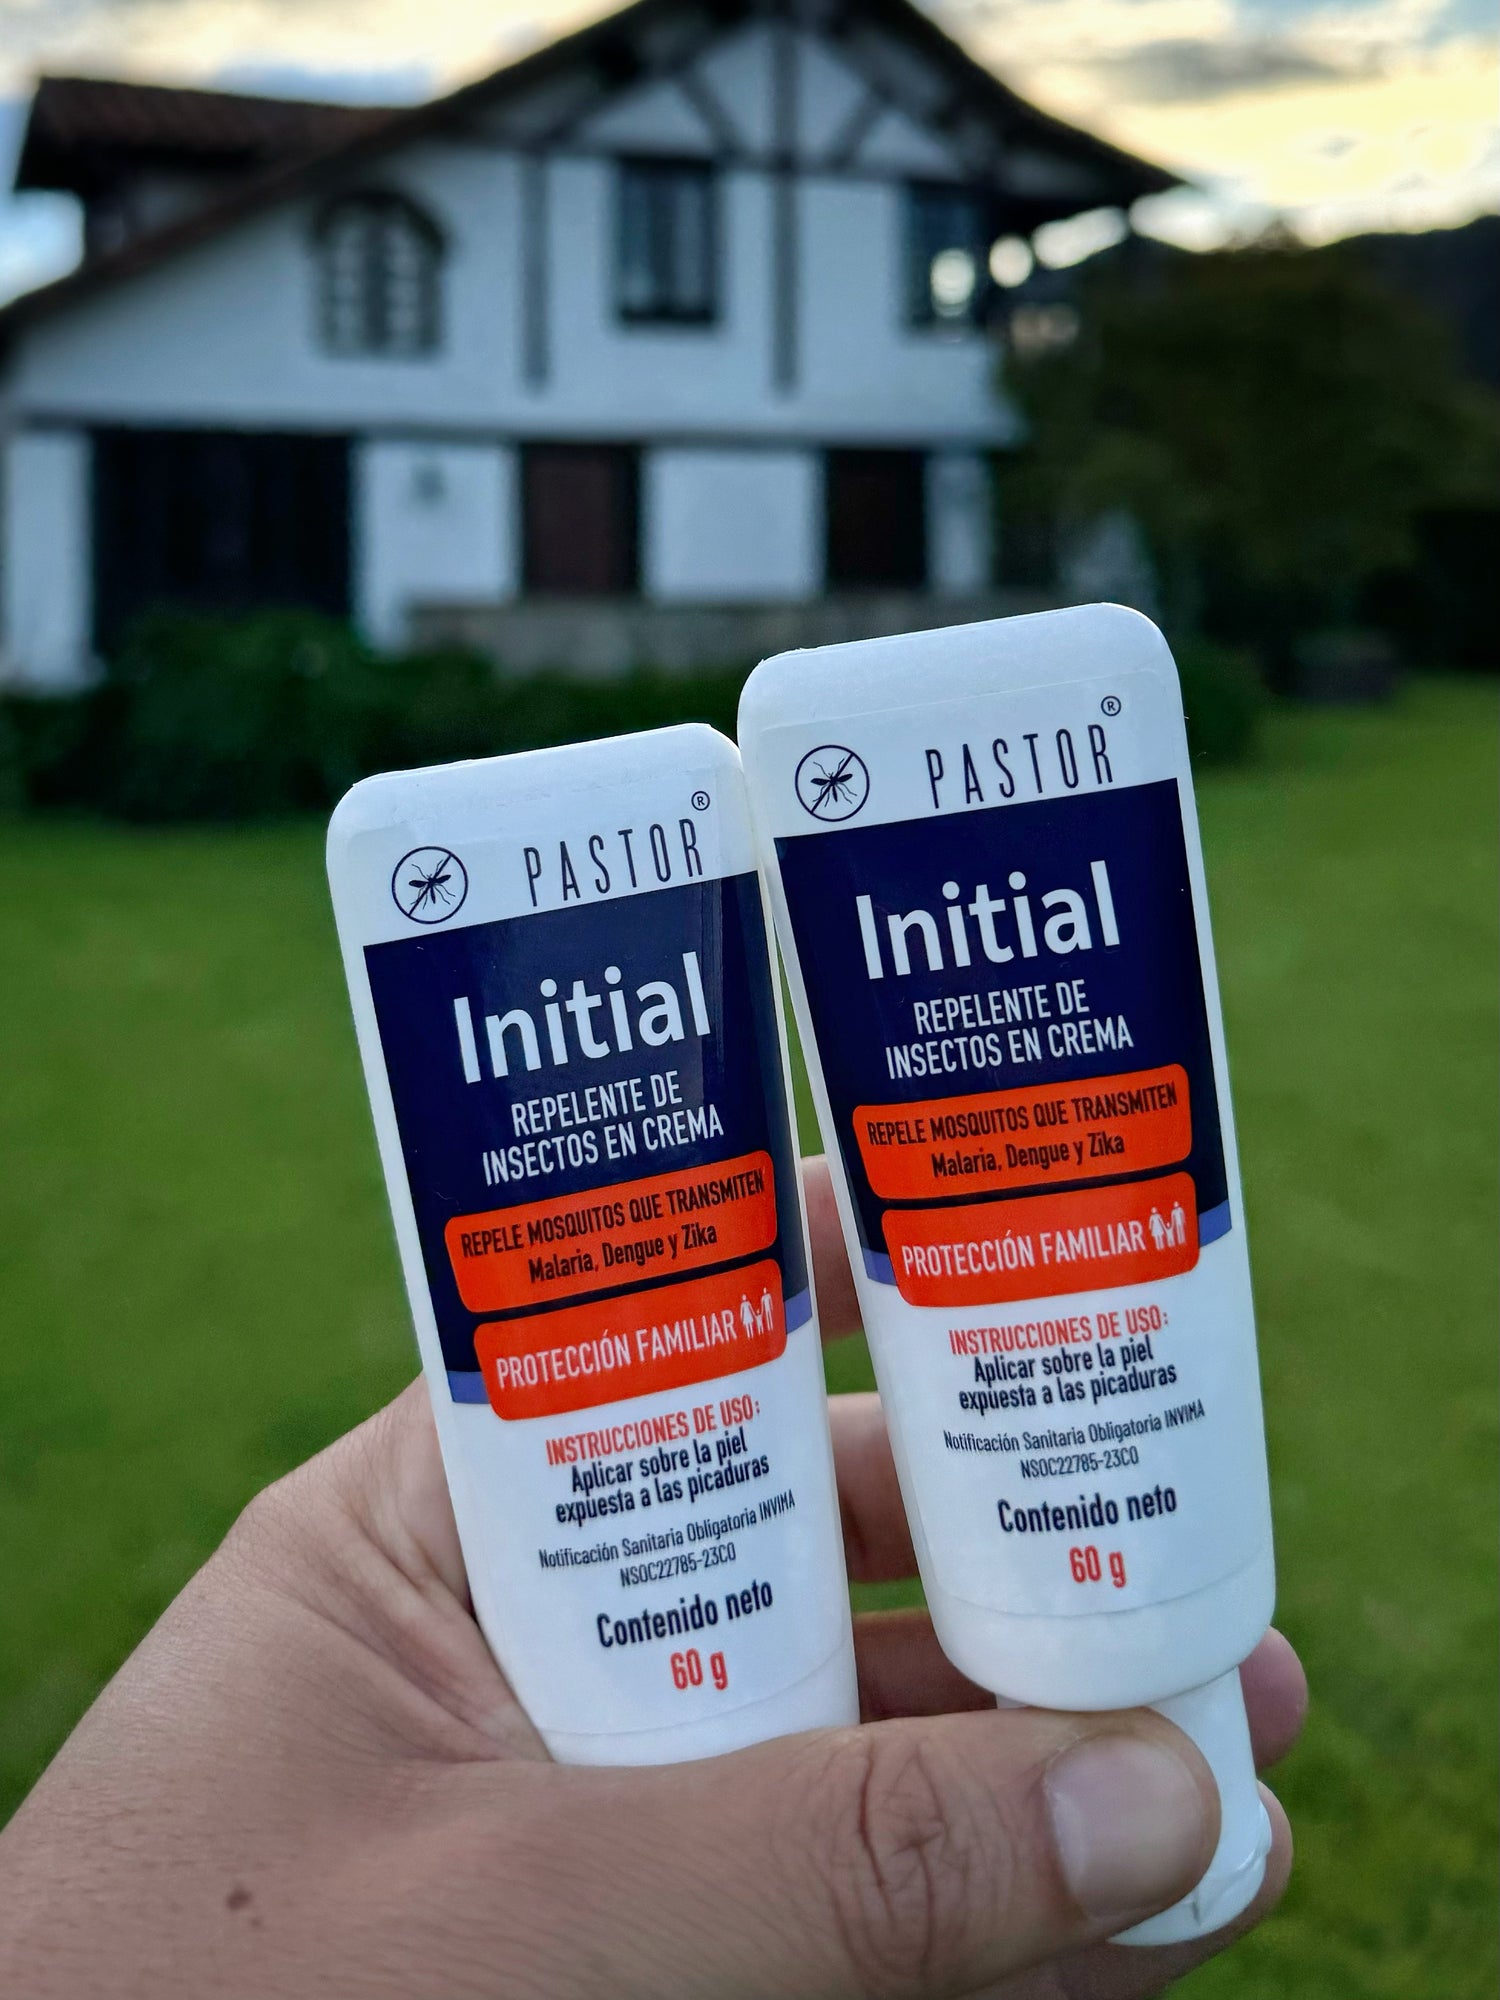 PASTOR®
Initial
REPELENTE DE
INSECTOS EN CREMA
REPELE MOSQUITOS QUE TRANSMITEN
Malaria, Dengue y Zika
PROTECCIÓN FAMILIAR
INSTRUCCIONES DE USO:
Aplicar sobre la piel
expuesta a las picaduras
Notificación Sanitaria Obligatoria INVIMA
NSOC22785-23CO
Contenido neto
60 g
PASTOR®
Initial
REPELENTE DE
INSECTOS EN CREMA
REPELE MOSQUITOS QUE TRANSMITEN
Malaria, Dengue y Zika
PROTECCIÓN FAMILIAR
INSTRUCCIONES DE USO:
Aplicar sobre la piel
expuesta a las picaduras
Notificación Sanitaria Obligatoria INVIMA
NSOC22785-23CO
Contenido neto
60 g